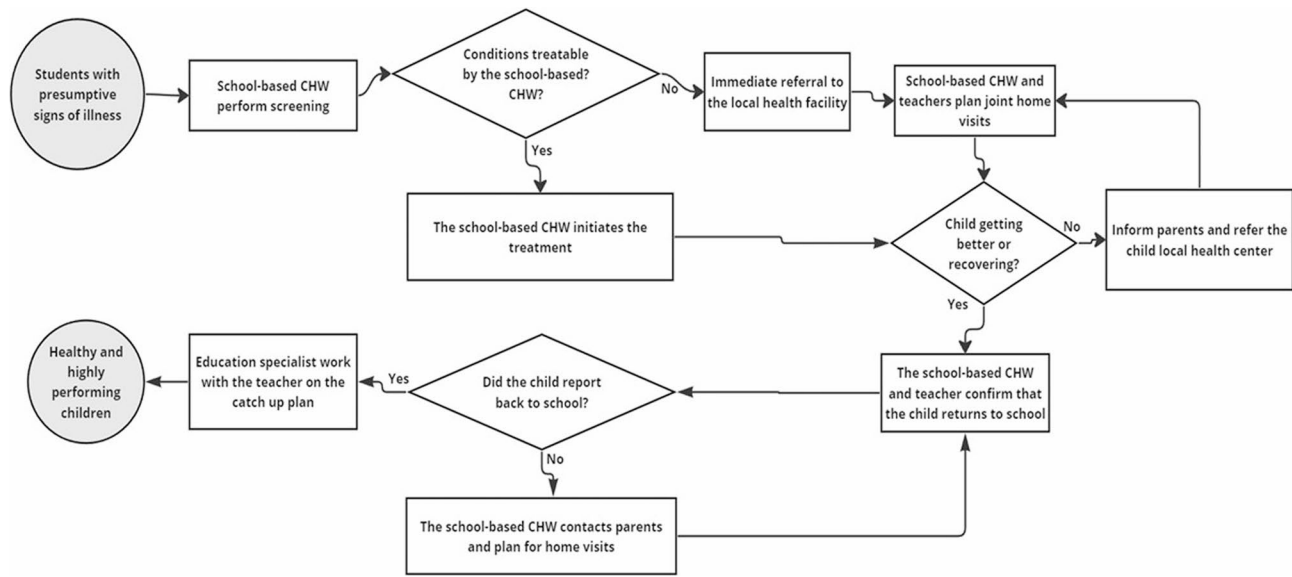 Students with
presumptive
signs of illness
School-based CHW
perform screening
Conditions treatable
by the school-based?
CHW?
No
Immediate referral to
the local health facility
School-based CHW and
teachers plan joint home
visits
Yes
The school-based CHW initiates the
treatment
Child getting
better or
recovering?
No
Inform parents and refer the
child local health center
Yes
The school-based CHW
and teacher confirm that
the child returns to school
Did the child report
back to school?
Yes
Education specialist work
with the teacher on the
catch up plan
Healthy and
highly
performing
children
No
The school-based CHW contacts parents
and plan for home visits